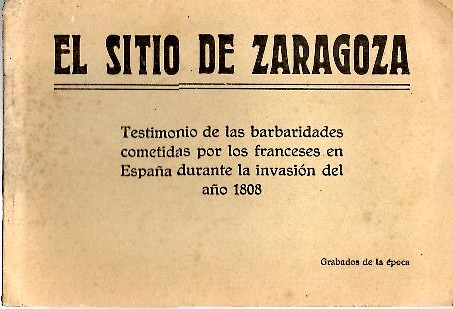 EL SITIO DE ZARAGOZA
Testimonio de las barbaridades
cometidas por los franceses en
España durante la invasión del
año 1808
Grabados de la época